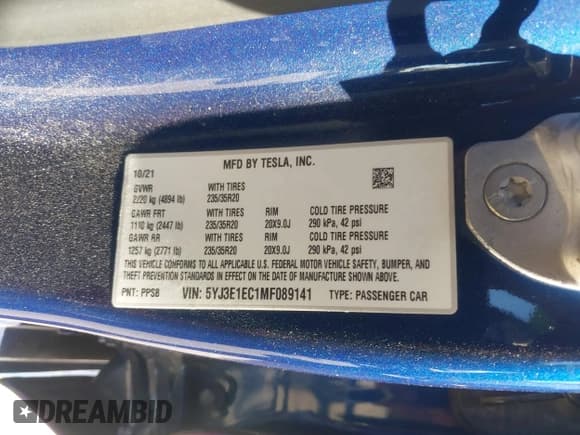 MFD BY TESLA, INC.
10/21
GVWR WITH TIRES
2220 kg (4894 lb) 235/35R20
GAWR FRT WITH TIRES RIM COLD TIRE PRESSURE
1110 kg (2447 lb) 235/35R20 20X9.0J 290 kPa, 42 psi
GAWR RR WITH TIRES RIM COLD TIRE PRESSURE
1257 kg (2771 lb) 235/35R20 20X9.0J 290 kPa, 42 psi
THIS VEHICLE CONFORMS TO ALL APPLICABLE U.S. FEDERAL MOTOR VEHICLE SAFETY, BUMPER, AND
THEFT PREVENTION STANDARDS IN EFFECT ON THE DATE OF MANUFACTURE SHOWN ABOVE.
PNT: PPSB VIN: 5YJ3E1EC1MF089141 TYPE: PASSENGER CAR
DREAMBID